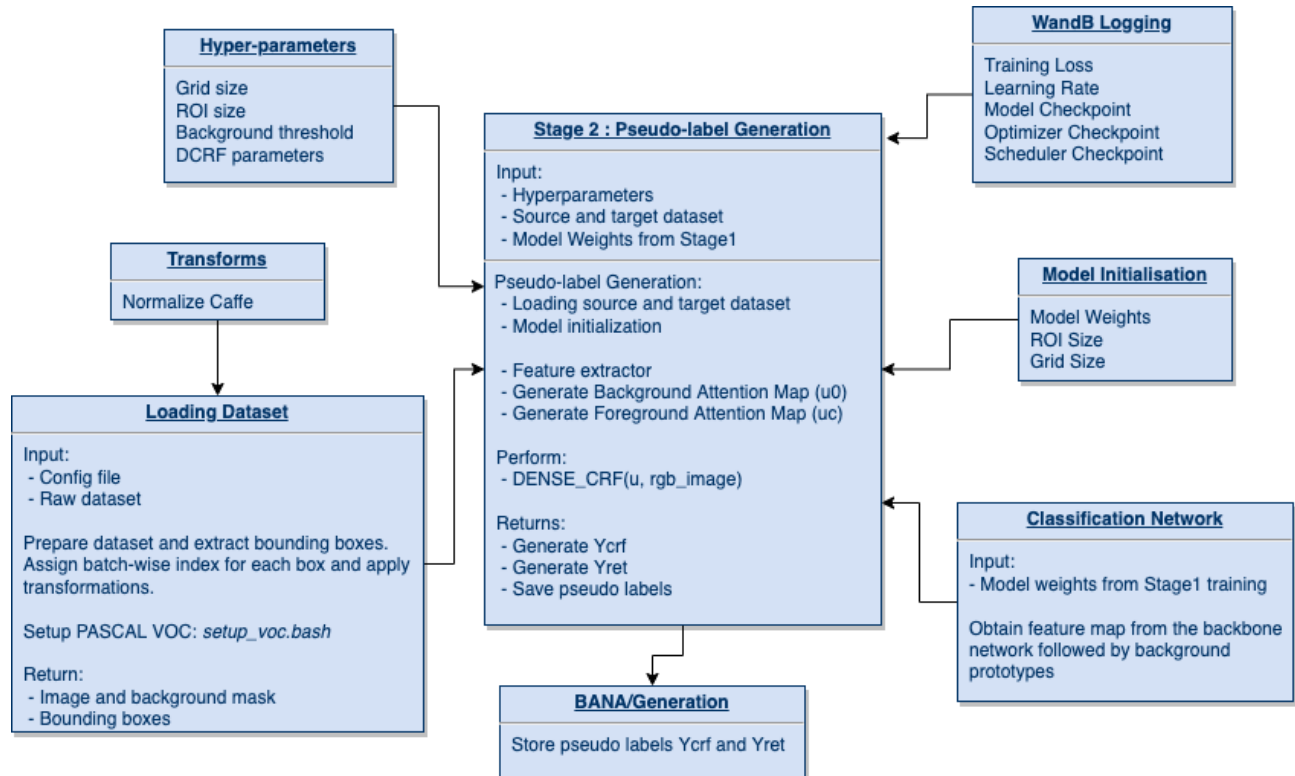 Hyper-parameters
Grid size
ROI size
Background threshold
DCRF parameters
WandB Logging
Training Loss
Learning Rate
Model Checkpoint
Optimizer Checkpoint
Scheduler Checkpoint
Stage 2 : Pseudo-label Generation
Input:
- Hyperparameters
- Source and target dataset
- Model Weights from Stage1
Pseudo-label Generation:
- Loading source and target dataset
- Model initialization
- Feature extractor
- Generate Background Attention Map (u0)
- Generate Foreground Attention Map (uc)
Perform:
- DENSE_CRF(u, rgb_image)
Returns:
- Generate Ycrf
- Generate Yret
- Save pseudo labels
Transforms
Normalize Caffe
Model Initialisation
Model Weights
ROI Size
Grid Size
Loading Dataset
Input:
- Config file
- Raw dataset
Prepare dataset and extract bounding boxes.
Assign batch-wise index for each box and apply
transformations.
Setup PASCAL VOC: setup_voc.bash
Return:
- Image and background mask
- Bounding boxes
Classification Network
Input:
- Model weights from Stage1 training
Obtain feature map from the backbone
network followed by background
prototypes
BANA/Generation
Store pseudo labels Ycrf and Yret